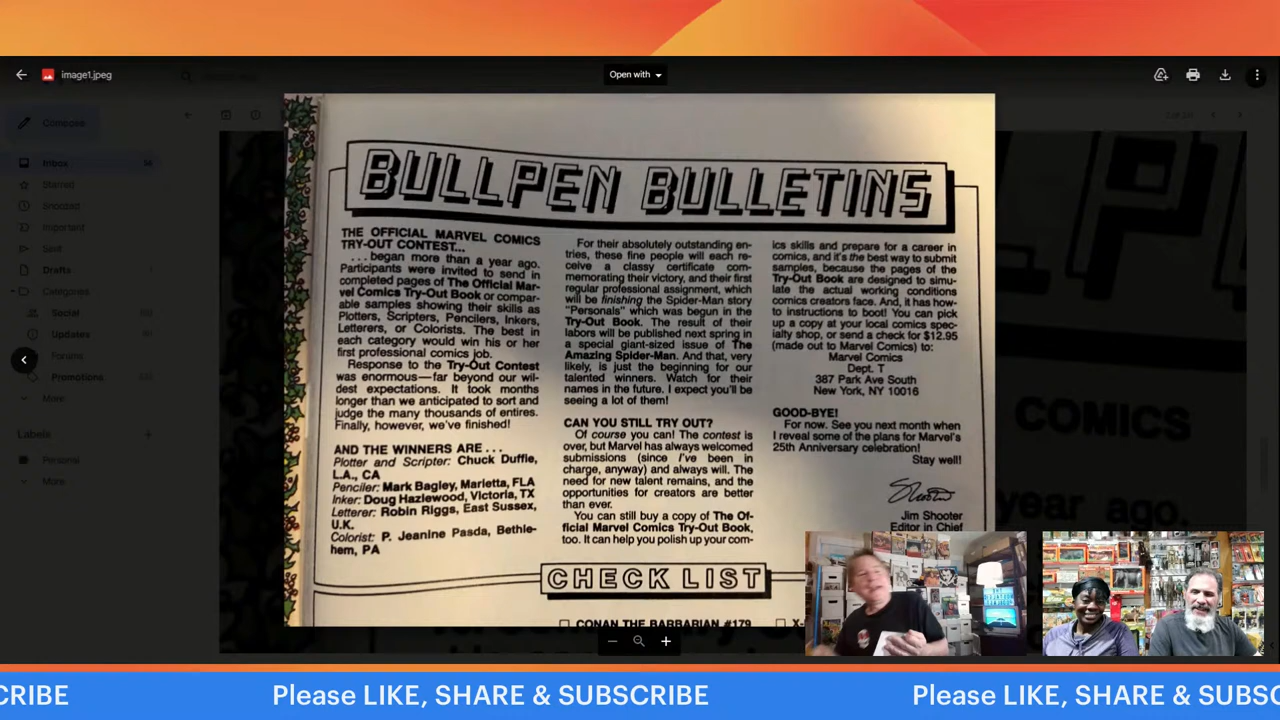 image1.jpeg
Open with
Compose
Inbox
Starred
Snoozed
Important
Sent
Drafts
Categories
Social
Updates
Forums
Promotions
More
Labels
Personal
More
BULLPEN BULLETINS
THE OFFICIAL MARVEL COMICS
TRY-OUT CONTEST...
. . . began more than a year ago.
Participants were invited to send in
completed pages of The Official Mar-
vel Comics Try-Out Book or compar-
able samples showing their skills as
Plotters, Scripters, Pencilers, Inkers,
Letterers, or Colorists. The best in
each category would win his or her
first professional comics job.
Response to the Try-Out Contest
was enormous—far beyond our wil-
dest expectations. It took months
longer than we anticipated to sort and
judge the many thousands of entires.
Finally, however, we've finished!
AND THE WINNERS ARE . . .
Plotter and Scripter: Chuck Duffie,
L.A., CA
Penciler: Mark Bagley, Marietta, FLA
Inker: Doug Hazlewood, Victoria, TX
Letterer: Robin Riggs, East Sussex,
U.K.
Colorist: P. Jeanine Pasda, Bethle-
hem, PA
For their absolutely outstanding en-
tries, these fine people will each re-
ceive a classy certificate com-
memorating their victory, and their first
regular professional assignment, which
will be finishing the Spider-Man story
"Personals" which was begun in the
Try-Out Book. The result of their
labors will be published next spring in
a special giant-sized issue of The
Amazing Spider-Man. And that, very
likely, is just the beginning for our
talented winners. Watch for their
names in the future. I expect you'll be
seeing a lot of them!
CAN YOU STILL TRY OUT?
Of course you can! The contest is
over, but Marvel has always welcomed
submissions (since I've been in
charge, anyway) and always will. The
need for new talent remains, and the
opportunities for creators are better
than ever.
You can still buy a copy of The Of-
ficial Marvel Comics Try-Out Book,
too. It can help you polish up your com-
ics skills and prepare for a career in
comics, and it's the best way to submit
samples, because the pages of the
Try-Out Book are designed to simu-
late the actual working conditions
comics creators face. And, it has how-
to instructions to boot! You can pick
up a copy at your local comics spec-
ialty shop, or send a check for $12.95
(made out to Marvel Comics) to:
Marvel Comics
Dept. T
387 Park Ave South
New York, NY 10016
GOOD-BYE!
For now. See you next month when
I reveal some of the plans for Marvel's
25th Anniversary celebration!
Stay well!
Shooter
Jim Shooter
Editor in Chief
CHECK LIST
CONAN THE BARBARIAN #179
X-
COMICS
year ago.
CRIBE
Please LIKE, SHARE & SUBSCRIBE
Please LIKE, SHARE & SUBSC